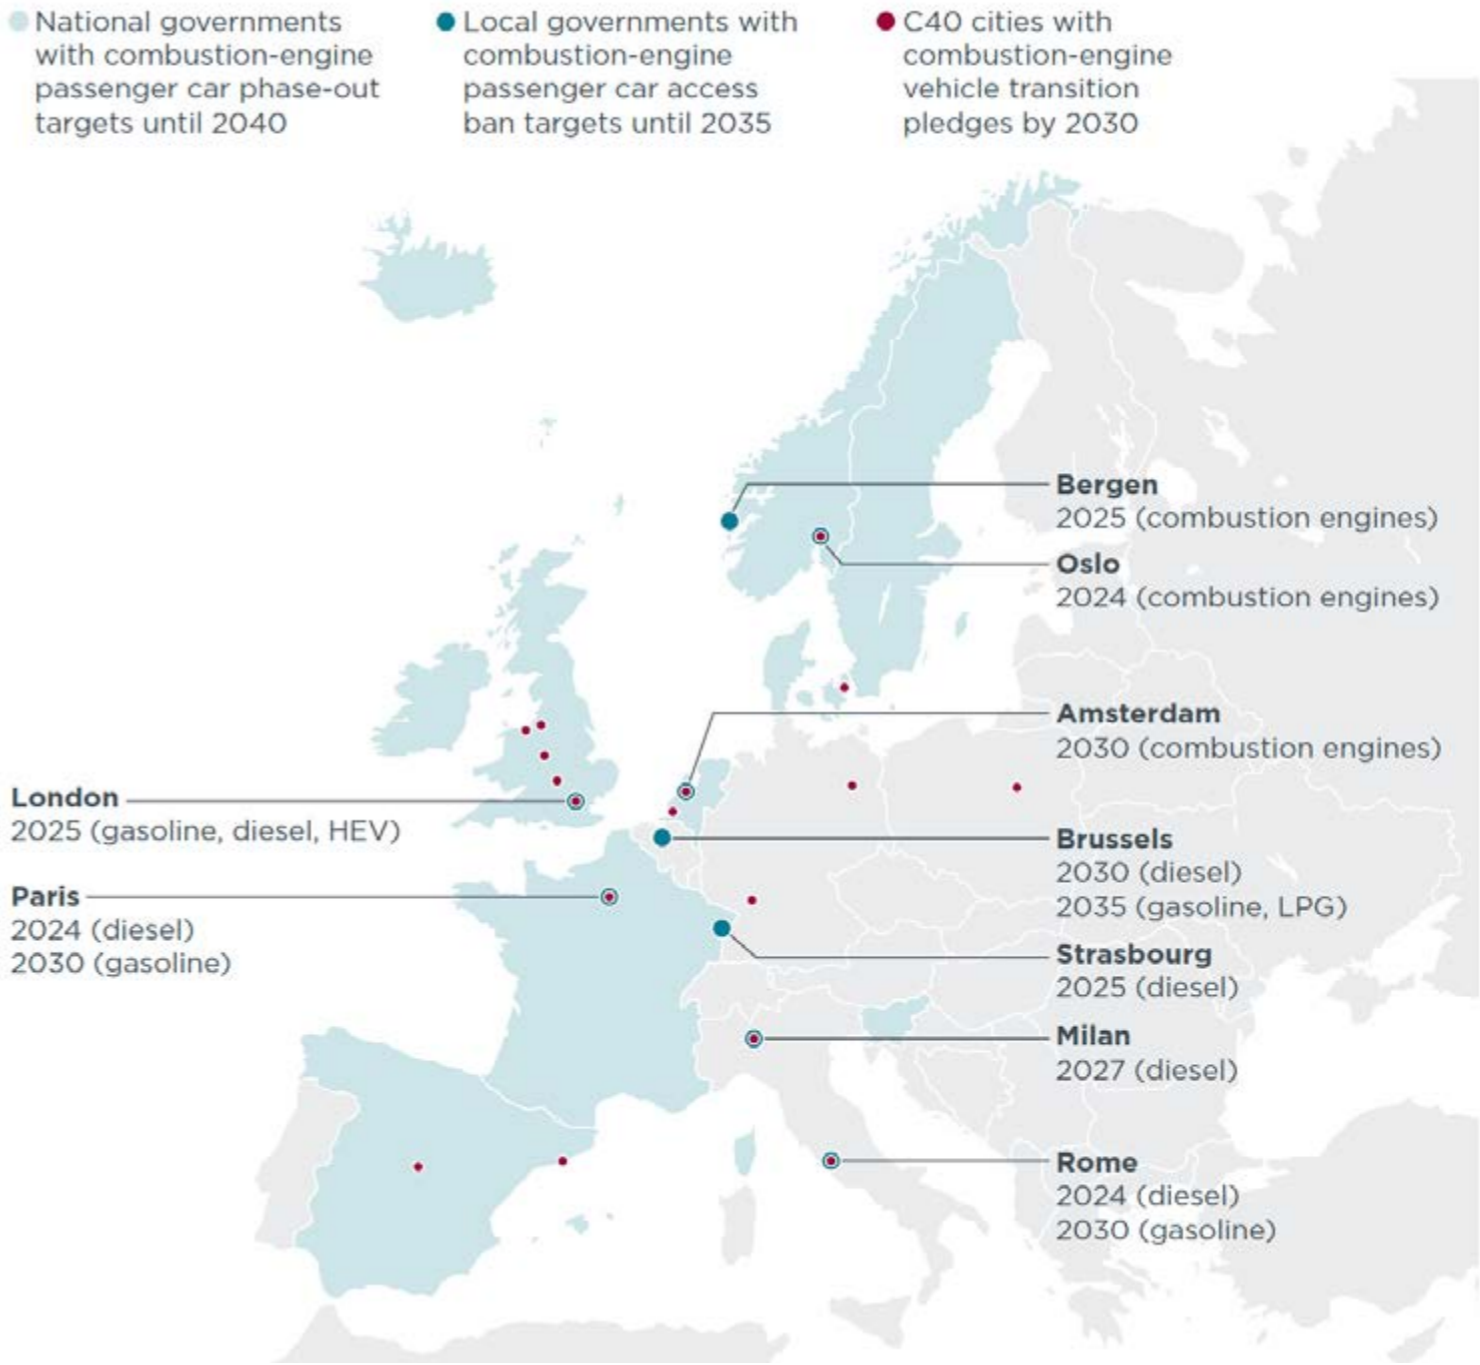 National governments
with combustion-engine
passenger car phase-out
targets until 2040
Local governments with
combustion-engine
passenger car access
ban targets until 2035
C40 cities with
combustion-engine
vehicle transition
pledges by 2030
Bergen
2025 (combustion engines)
Oslo
2024 (combustion engines)
Amsterdam
2030 (combustion engines)
London
2025 (gasoline, diesel, HEV)
Brussels
2030 (diesel)
2035 (gasoline, LPG)
Paris
2024 (diesel)
2030 (gasoline)
Strasbourg
2025 (diesel)
Milan
2027 (diesel)
Rome
2024 (diesel)
2030 (gasoline)